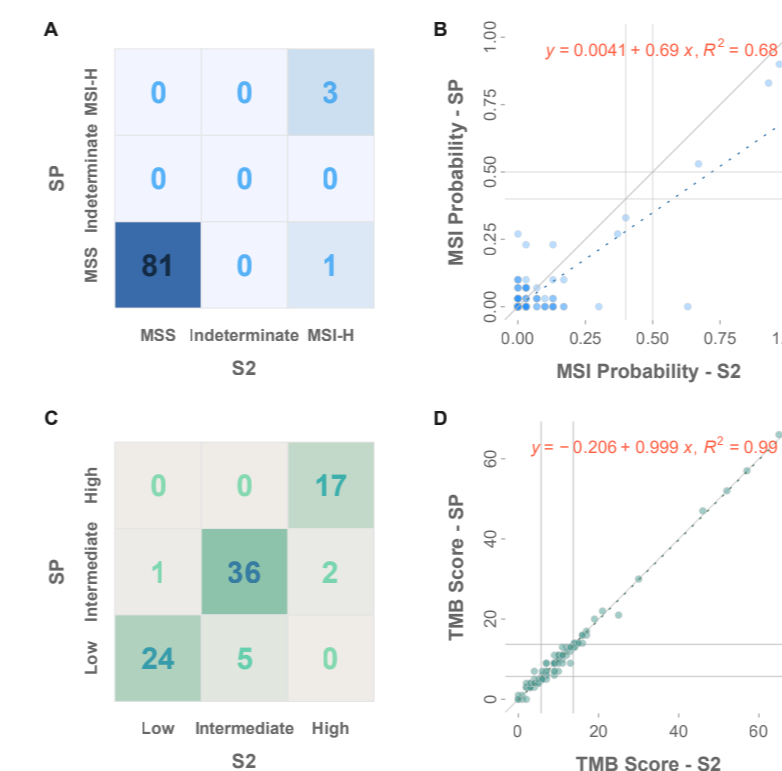 A
MSI-H
Indeterminate
MSS
SP
0 0 3
0 0 0
81 0 1
MSS Indeterminate MSI-H
S2
B
y = 0.0041 + 0.69 x, R² = 0.68
MSI Probability - SP
1.00
0.75
0.50
0.25
0.00
0.00 0.25 0.50 0.75 1.
MSI Probability - S2
C
High
Intermediate
Low
SP
0 0 17
1 36 2
24 5 0
Low Intermediate High
S2
D
y = − 0.206 + 0.999 x, R² = 0.99
TMB Score - SP
60
40
20
0
0 20 40 60
TMB Score - S2